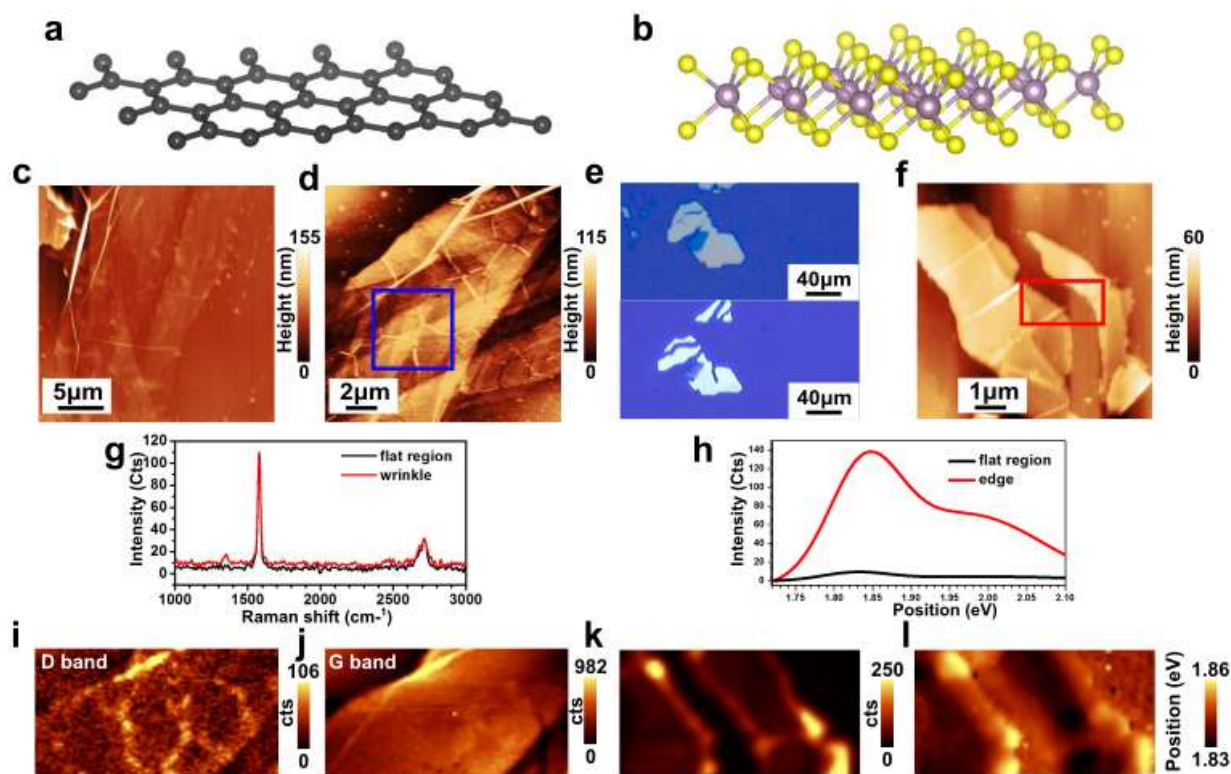 a
b
c
d
e
f
155
Height (nm)
0
5μm
115
Height (nm)
0
2μm
40μm
40μm
60
Height (nm)
0
1μm
g
120
100
80
60
40
20
0
Intensity (Cts)
flat region
wrinkle
1000 1500 2000 2500 3000
Raman shift (cm-1)
h
140
120
100
80
60
40
20
0
Intensity (Cts)
flat region
edge
1.75 1.80 1.85 1.90 1.95 2.00 2.05 2.10
Position (eV)
i
D band
106
cts
0
j
G band
982
cts
0
k
250
cts
0
l
1.86
Position (eV)
1.83